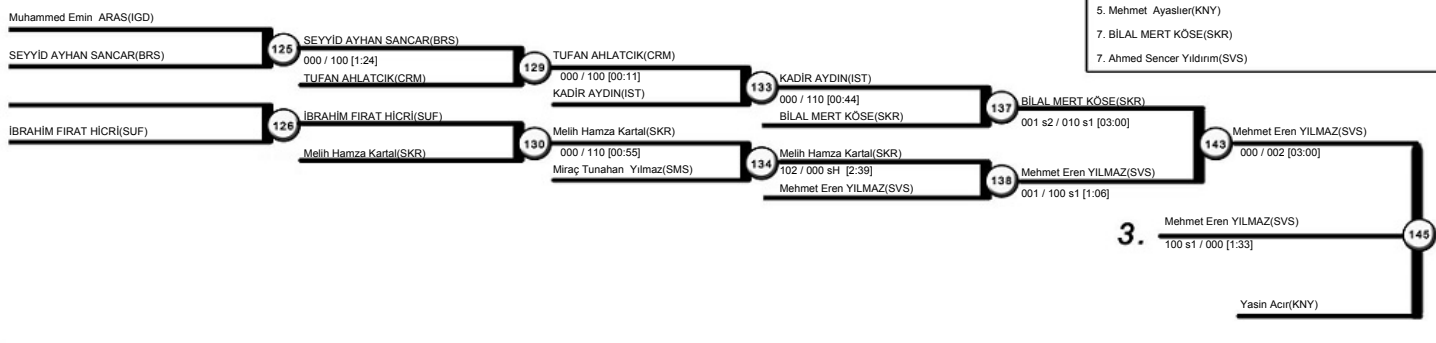 5. Mehmet Ayaslıer(KNY)
7. BİLAL MERT KÖSE(SKR)
7. Ahmed Sencer Yıldırım(SVS)
Muhammed Emin ARAS(IGD)
SEYYİD AYHAN SANCAR(BRS)
125
SEYYİD AYHAN SANCAR(BRS)
000 / 100 [1:24]
TUFAN AHLATCIK(CRM)
129
TUFAN AHLATCIK(CRM)
000 / 100 [00:11]
KADİR AYDIN(IST)
133
KADİR AYDIN(IST)
000 / 110 [00:44]
BİLAL MERT KÖSE(SKR)
137
BİLAL MERT KÖSE(SKR)
001 s2 / 010 s1 [03:00]
İBRAHİM FIRAT HİCRİ(SUF)
126
İBRAHİM FIRAT HİCRİ(SUF)
Melih Hamza Kartal(SKR)
130
Melih Hamza Kartal(SKR)
000 / 110 [00:55]
Miraç Tunahan Yılmaz(SMS)
134
Melih Hamza Kartal(SKR)
102 / 000 sH [2:39]
Mehmet Eren YILMAZ(SVS)
138
Mehmet Eren YILMAZ(SVS)
001 / 100 s1 [1:06]
143
Mehmet Eren YILMAZ(SVS)
000 / 002 [03:00]
3.
Mehmet Eren YILMAZ(SVS)
100 s1 / 000 [1:33]
145
Yasin Acır(KNY)